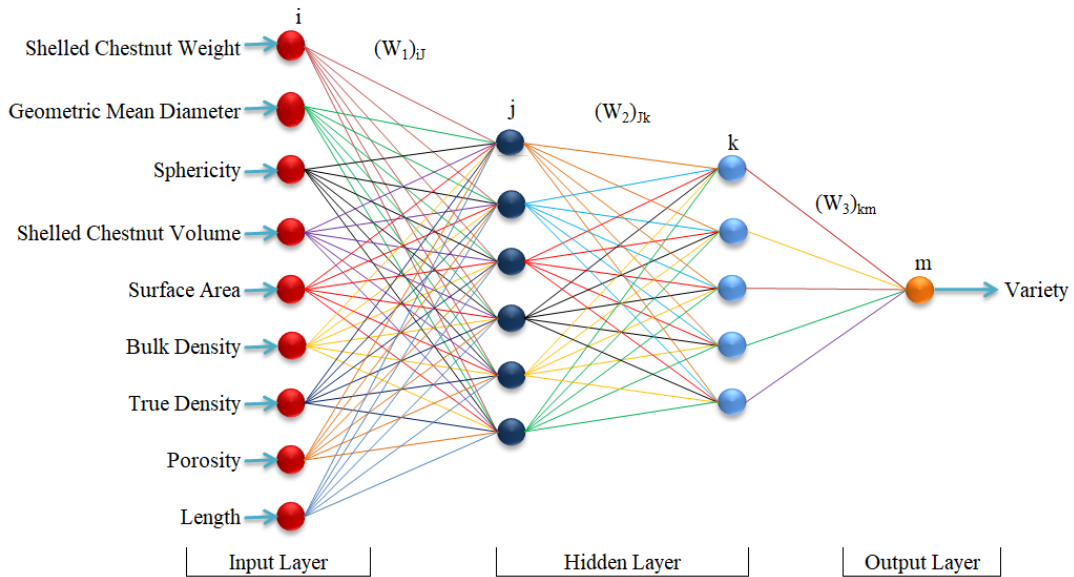 i
Shelled Chestnut Weight
(W1)iJ
Geometric Mean Diameter
j
(W2)Jk
k
Sphericity
(W3)km
Shelled Chestnut Volume
m
Surface Area
Variety
Bulk Density
True Density
Porosity
Length
Input Layer
Hidden Layer
Output Layer